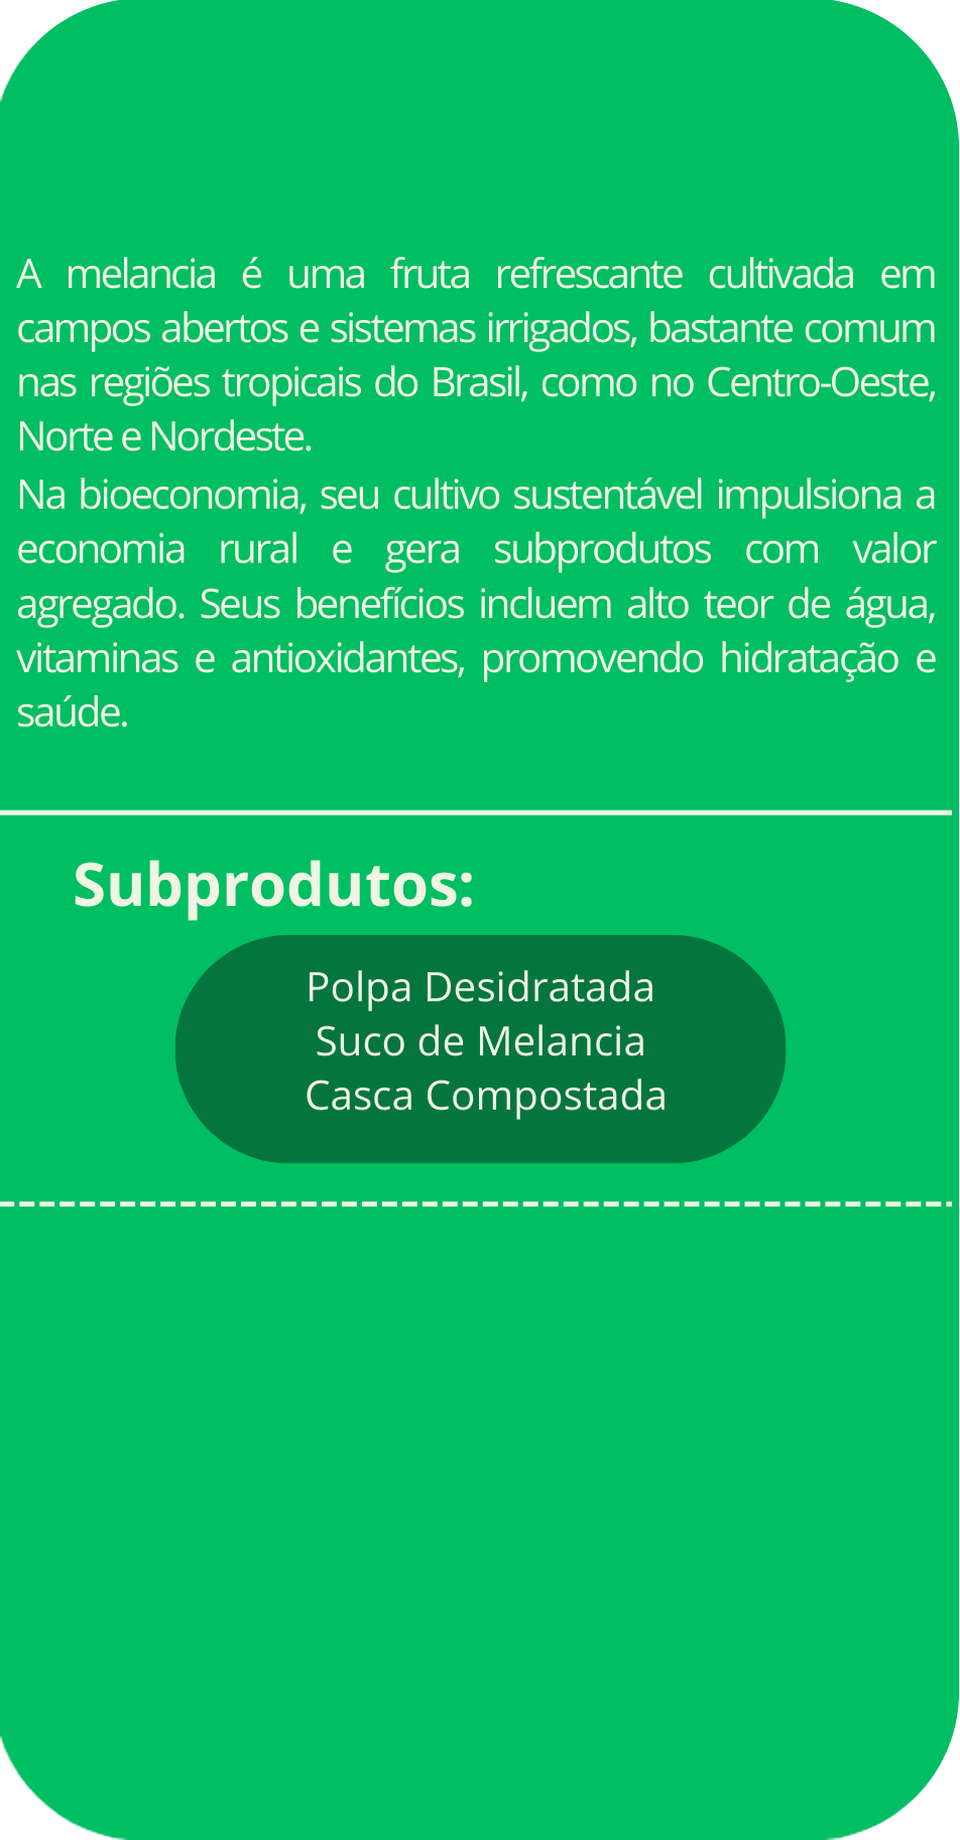 A melancia é uma fruta refrescante cultivada em
campos abertos e sistemas irrigados, bastante comum
nas regiões tropicais do Brasil, como no Centro-Oeste,
Norte e Nordeste.
Na bioeconomia, seu cultivo sustentável impulsiona a
economia rural e gera subprodutos com valor
agregado. Seus benefícios incluem alto teor de água,
vitaminas e antioxidantes, promovendo hidratação e
saúde.
Subprodutos:
Polpa Desidratada
Suco de Melancia
Casca Compostada